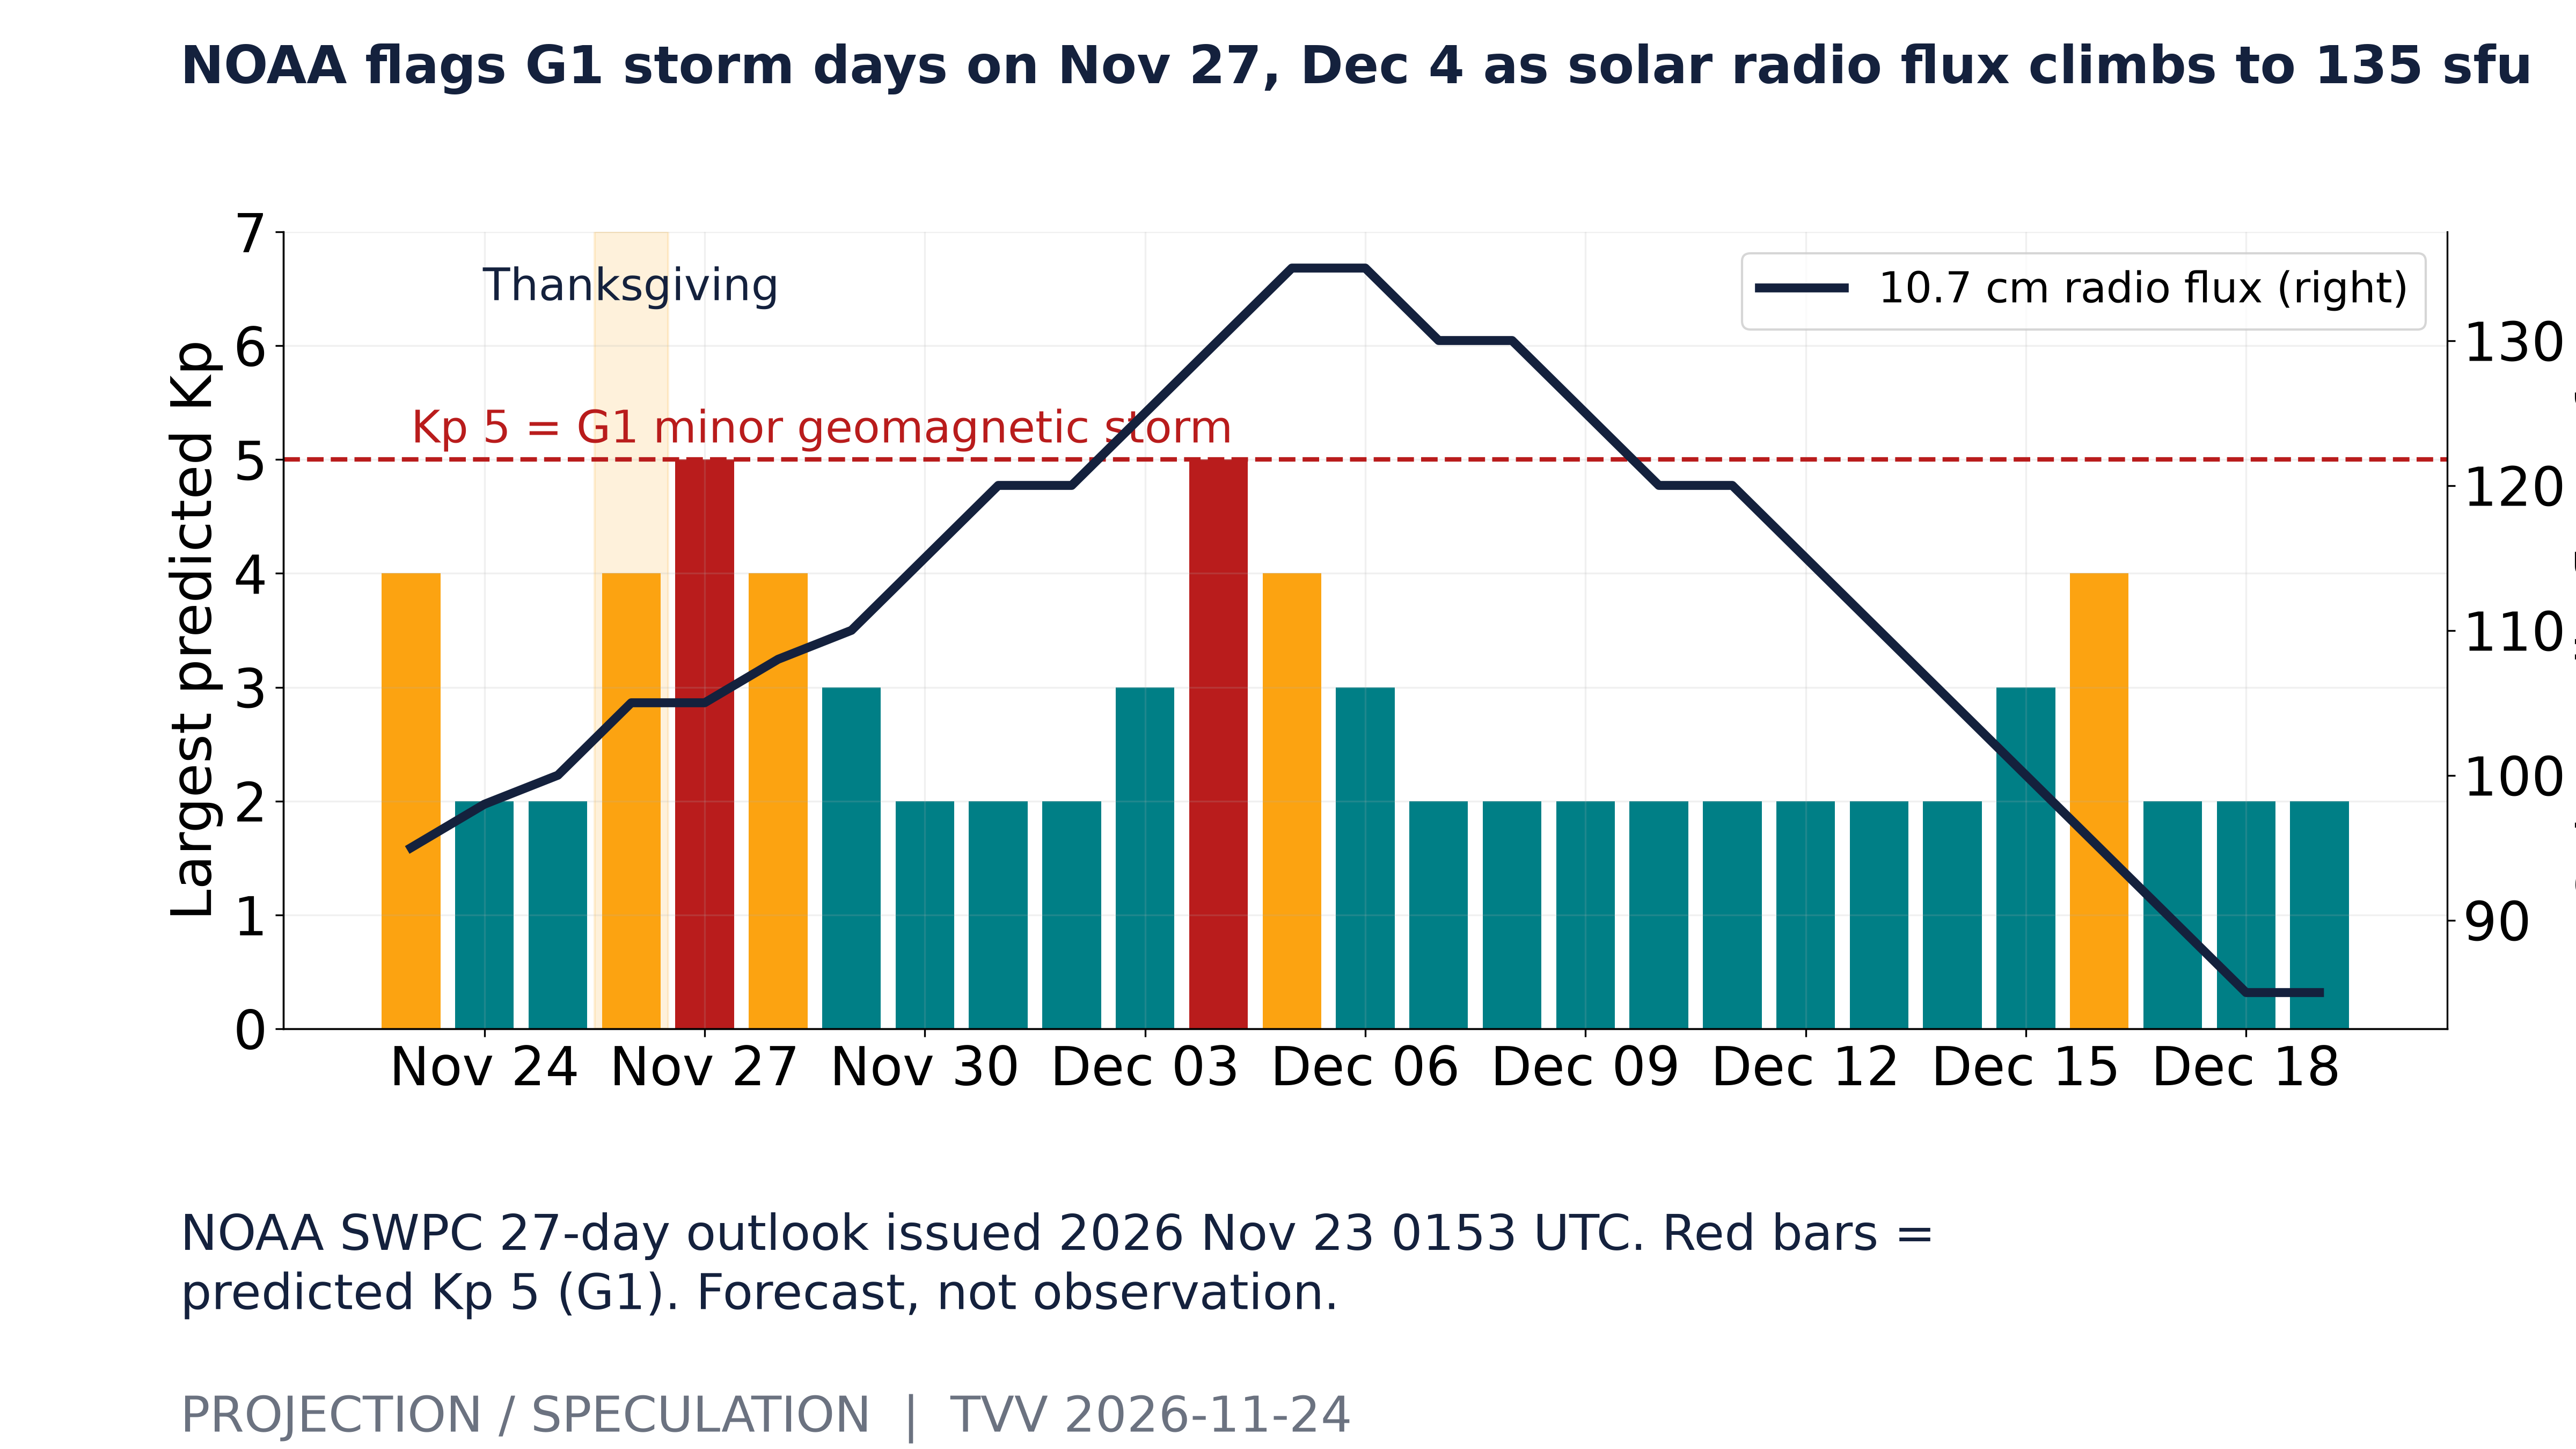 NOAA flags G1 storm days on Nov 27, Dec 4 as solar radio flux climbs to 135 sfu
Largest predicted Kp
7
6
5
4
3
2
1
0
Thanksgiving
Kp 5 = G1 minor geomagnetic storm
10.7 cm radio flux (right)
130
120
110
100
90
Nov 24 Nov 27 Nov 30 Dec 03 Dec 06 Dec 09 Dec 12 Dec 15 Dec 18
NOAA SWPC 27-day outlook issued 2026 Nov 23 0153 UTC. Red bars =
predicted Kp 5 (G1). Forecast, not observation.
PROJECTION / SPECULATION | TVV 2026-11-24